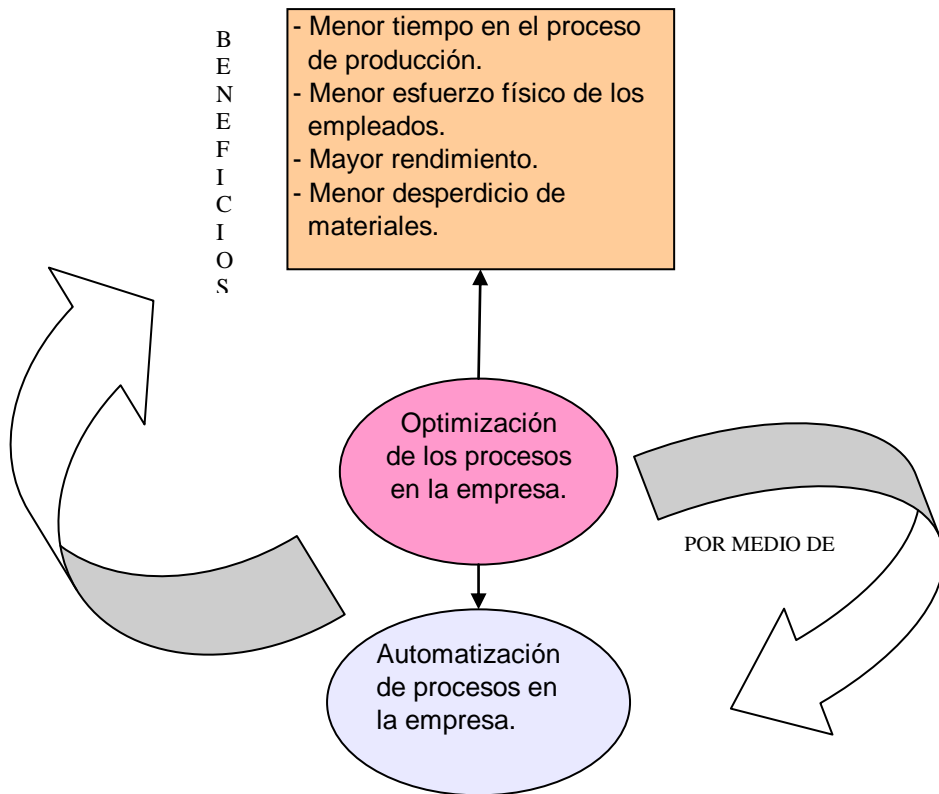 BENEFICIOS
- Menor tiempo en el proceso
de producción.
- Menor esfuerzo físico de los
empleados.
- Mayor rendimiento.
- Menor desperdicio de
materiales.
Optimización
de los procesos
en la empresa.
POR MEDIO DE
Automatización
de procesos en
la empresa.